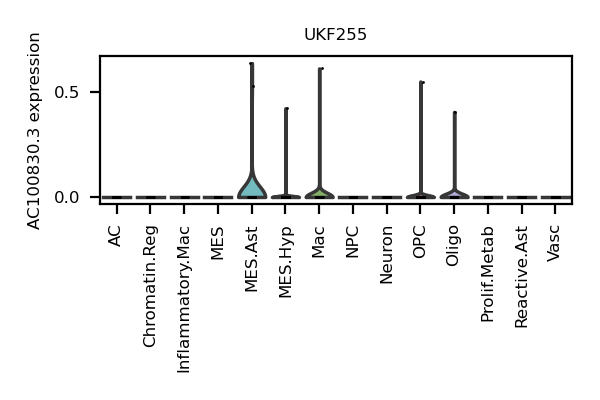 UKF255
AC100830.3 expression
0.5
0.0
AC
Chromatin.Reg
Inflammatory.Mac
MES
MES.Ast
MES.Hyp
Mac
NPC
Neuron
OPC
Oligo
Prolif.Metab
Reactive.Ast
Vasc